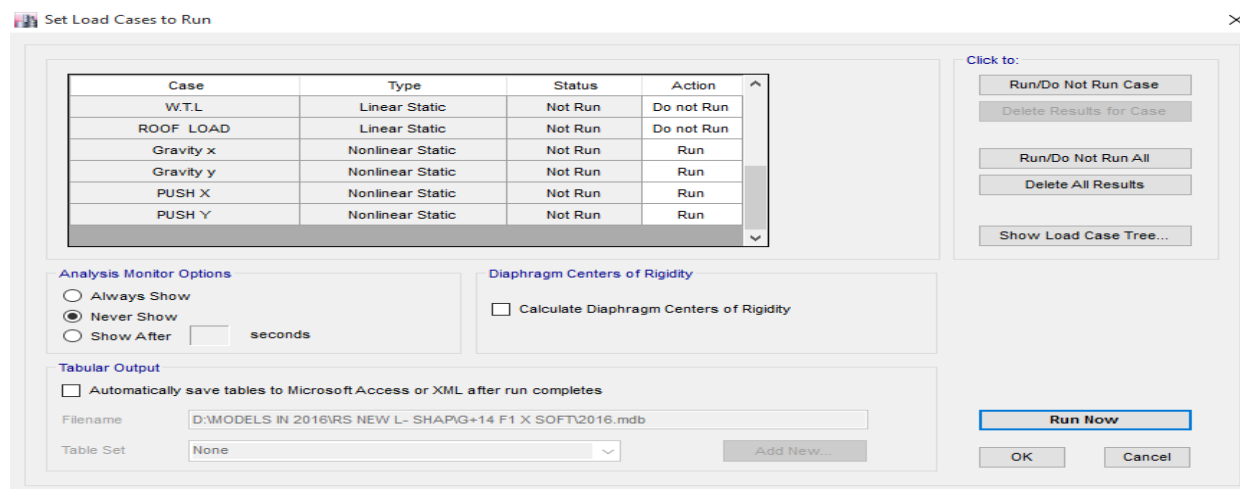 Set Load Cases to Run
Click to:
Case Type Status Action
W.T.L Linear Static Not Run Do not Run
ROOF LOAD Linear Static Not Run Do not Run
Gravity x Nonlinear Static Not Run Run
Gravity y Nonlinear Static Not Run Run
PUSH X Nonlinear Static Not Run Run
PUSH Y Nonlinear Static Not Run Run
Run/Do Not Run Case
Delete Results for Case
Run/Do Not Run All
Delete All Results
Show Load Case Tree...
Analysis Monitor Options
Always Show
Never Show
Show After seconds
Diaphragm Centers of Rigidity
Calculate Diaphragm Centers of Rigidity
Tabular Output
Automatically save tables to Microsoft Access or XML after run completes
Filename D:\MODELS IN 2016\RS NEW L- SHAP\G+14 F1 X SOFT\2016.mdb
Table Set None Add New...
Run Now
OK Cancel